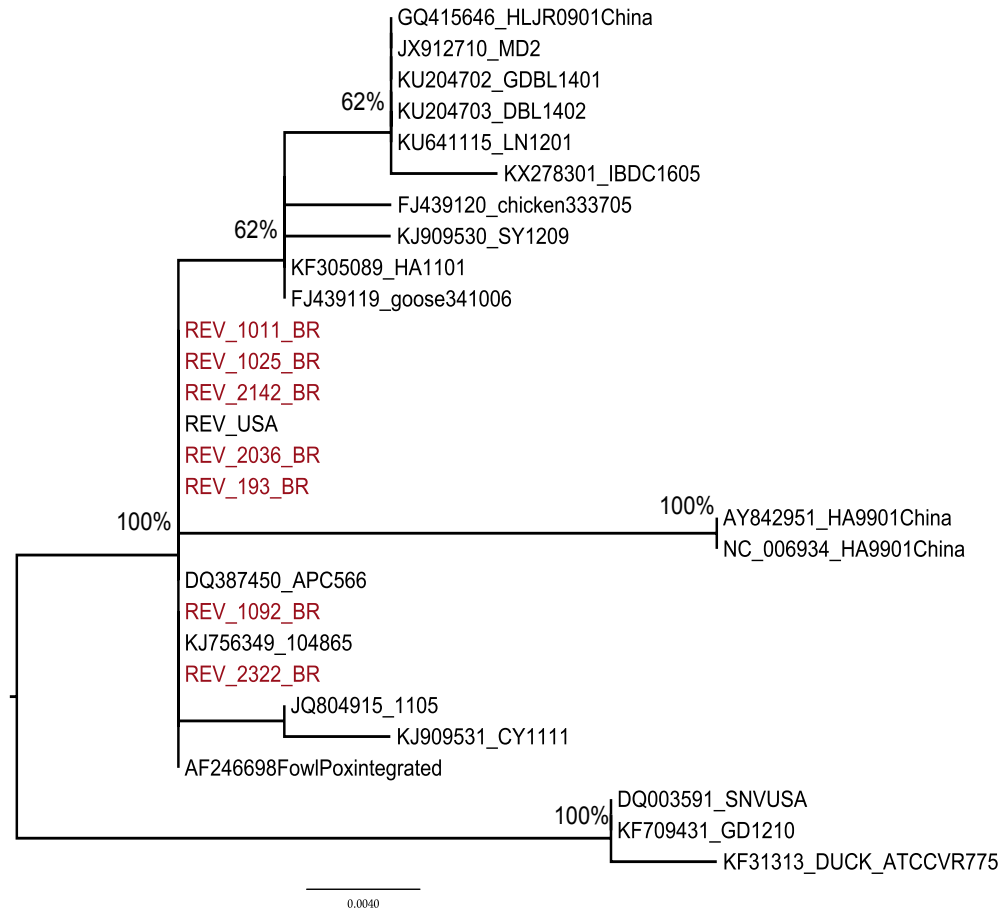 GQ415646_HLJR0901China
JX912710_MD2
KU204702_GDBL1401
62%
KU204703_DBL1402
KU641115_LN1201
KX278301_IBDC1605
FJ439120_chicken333705
62%
KJ909530_SY1209
KF305089_HA1101
FJ439119_goose341006
REV_1011_BR
REV_1025_BR
REV_2142_BR
REV_USA
REV_2036_BR
REV_193_BR
100%
AY842951_HA9901China
100%
NC_006934_HA9901China
DQ387450_APC566
REV_1092_BR
KJ756349_104865
REV_2322_BR
JQ804915_1105
KJ909531_CY1111
AF246698FowlPoxintegrated
DQ003591_SNVUSA
100%
KF709431_GD1210
KF31313_DUCK_ATCCVR775
0.0040